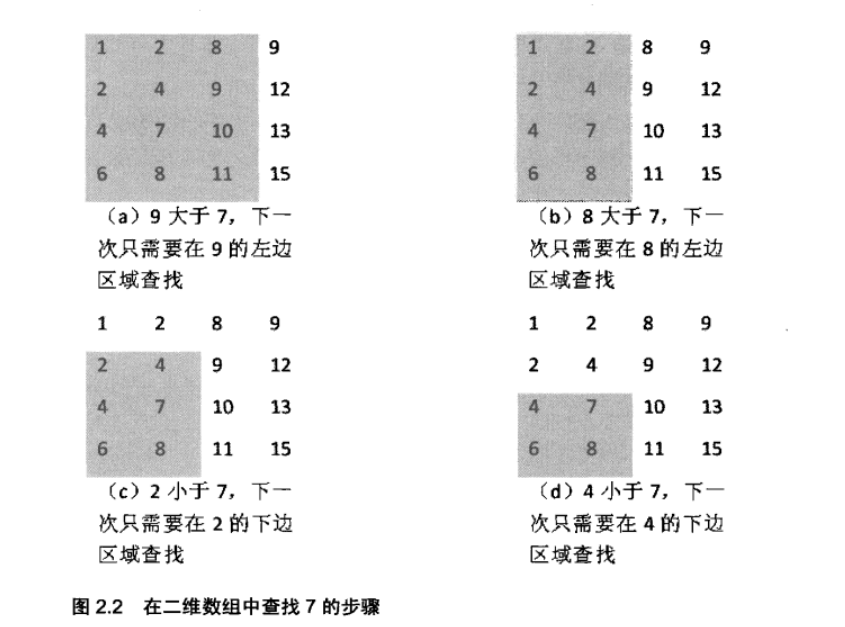 1 2 8 9
2 4 9 12
4 7 10 13
6 8 11 15
（a）9 大于 7，下一
次只需要在 9 的左边
区域查找
1 2 8 9
2 4 9 12
4 7 10 13
6 8 11 15
（b）8 大于 7，下一
次只需要在 8 的左边
区域查找
1 2 8 9
2 4 9 12
4 7 10 13
6 8 11 15
（c）2 小于 7，下一
次只需要在 2 的下边
区域查找
1 2 8 9
2 4 9 12
4 7 10 13
6 8 11 15
（d）4 小于 7，下一
次只需要在 4 的下边
区域查找
图 2.2 在二维数组中查找 7 的步骤